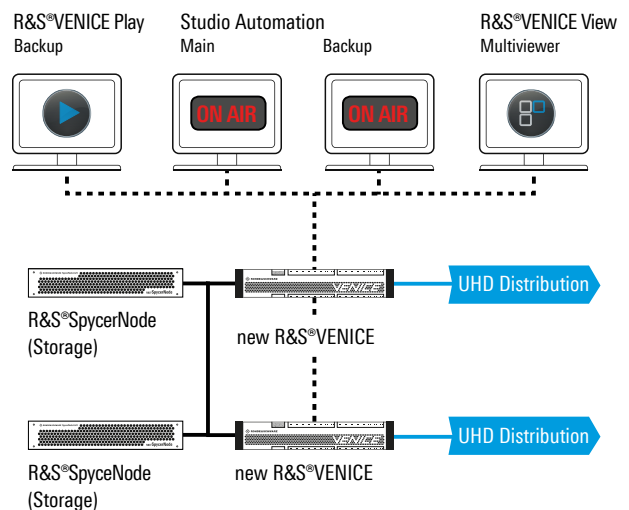 R&S®VENICE Play
Backup
Studio Automation
Main
Backup
R&S®VENICE View
Multiviewer
ON AIR
ON AIR
VENICE
UHD Distribution
R&S®SpycerNode
(Storage)
new R&S®VENICE
VENICE
UHD Distribution
R&S®SpyceNode
(Storage)
new R&S®VENICE